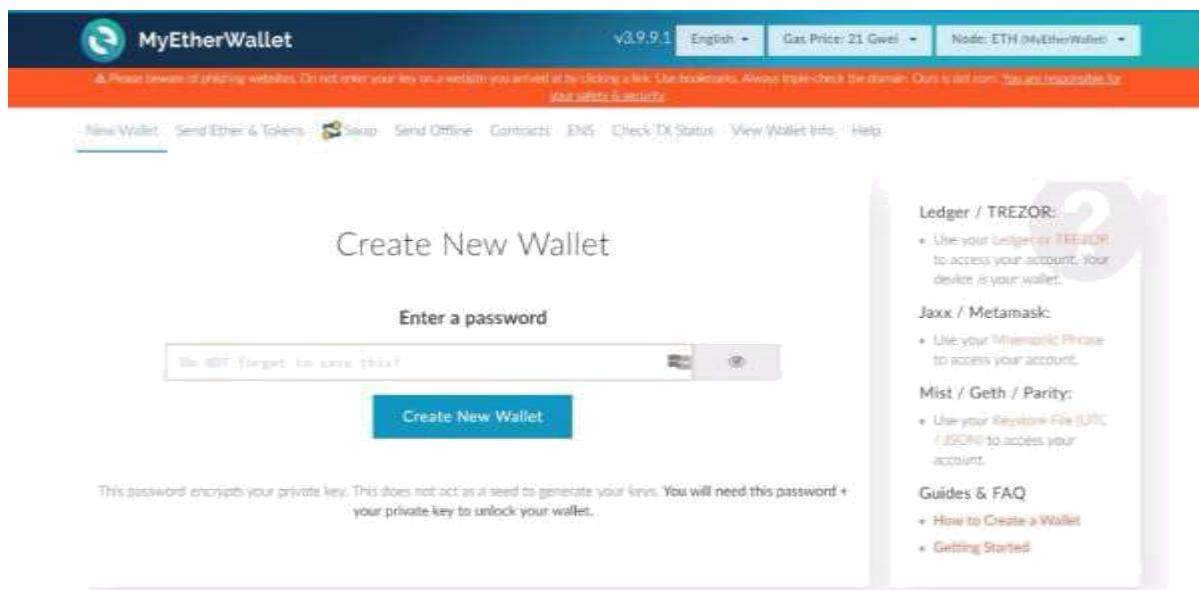 MyEtherWallet
v3.9.9.1 English Gas Price: 21 Gwei Node: ETH (MyEtherWallet)
Please beware of phishing websites. Do not enter your key on a website you arrived at by clicking a link. Use bookmarks. Always triple-check the domain. Ours is dot com. You are responsible for
your safety & security.
New Wallet Send Ether & Tokens Swap Send Offline Contracts ENS Check TX Status View Wallet Info Help
Create New Wallet
Enter a password
Do NOT forget to save this!
Create New Wallet
This password encrypts your private key. This does not act as a seed to generate your keys. You will need this password +
your private key to unlock your wallet.
?
Ledger / TREZOR:
• Use your Ledger or TREZOR
to access your account. Your
device is your wallet.
Jaxx / Metamask:
• Use your Mnemonic Phrase
to access your account.
Mist / Geth / Parity:
• Use your Keystore File (UTC
/ JSON) to access your
account.
Guides & FAQ
• How to Create a Wallet
• Getting Started